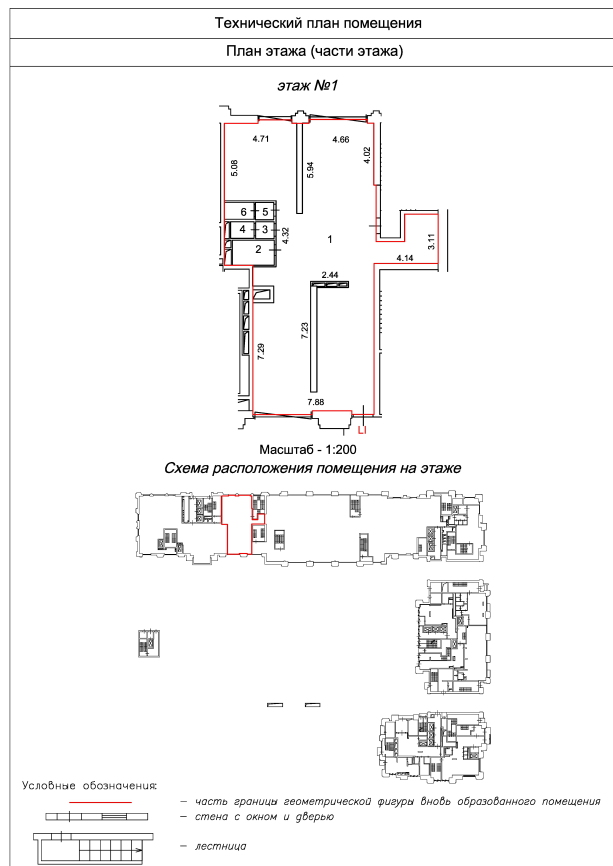 Технический план помещения
План этажа (части этажа)
этаж №1
4.71
4.66
4.02
5.08
5.94
6
5
4
3
4.32
2
1
3.11
4.14
2.44
7.23
7.29
7.88
LI
Масштаб - 1:200
Схема расположения помещения на этаже
Условные обозначения:
– часть границы геометрической фигуры вновь образованного помещения
– стена с окном и дверью
– лестница